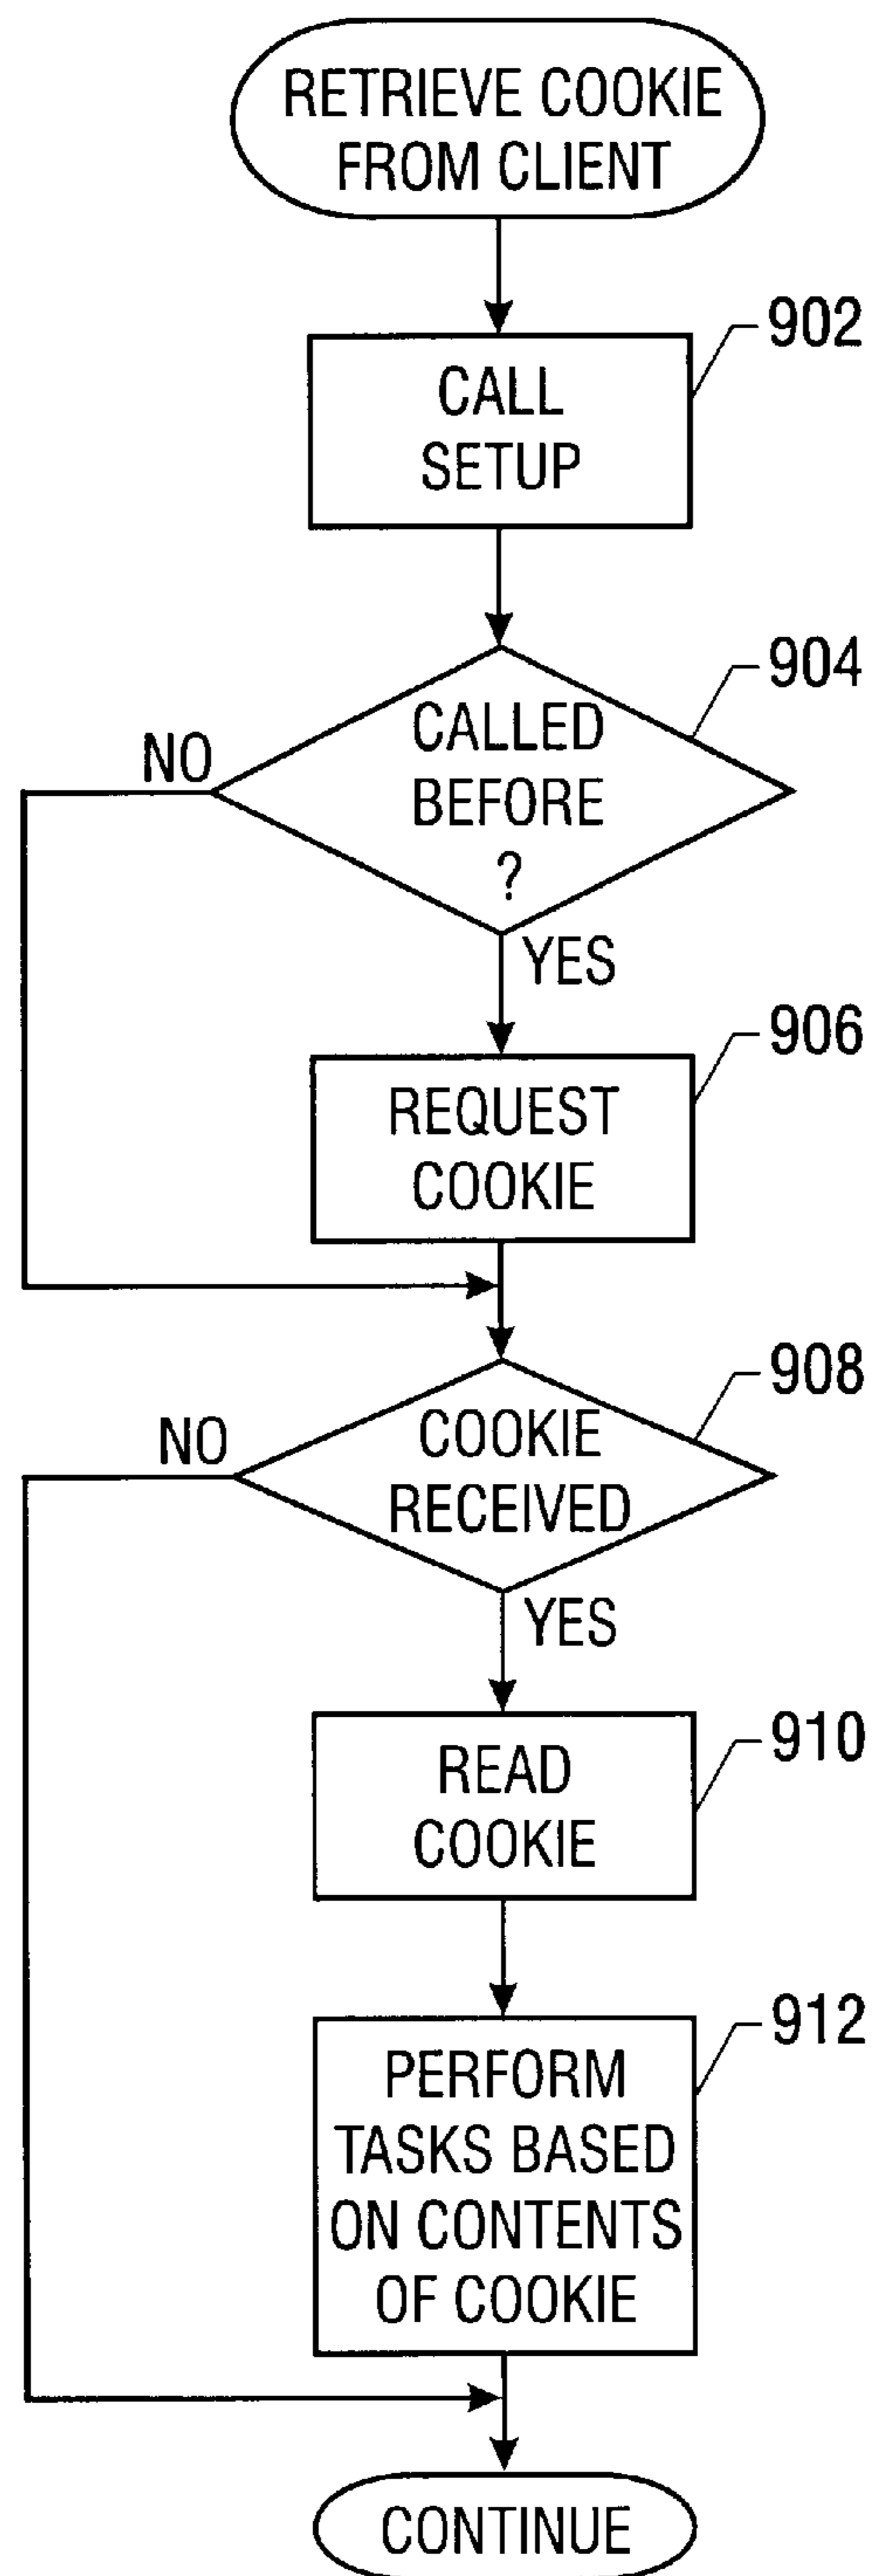 RETRIEVE COOKIE
FROM CLIENT
902
CALL
SETUP
904
CALLED
BEFORE
?
NO
YES
906
REQUEST
COOKIE
908
COOKIE
RECEIVED
NO
YES
910
READ
COOKIE
912
PERFORM
TASKS BASED
ON CONTENTS
OF COOKIE
CONTINUE